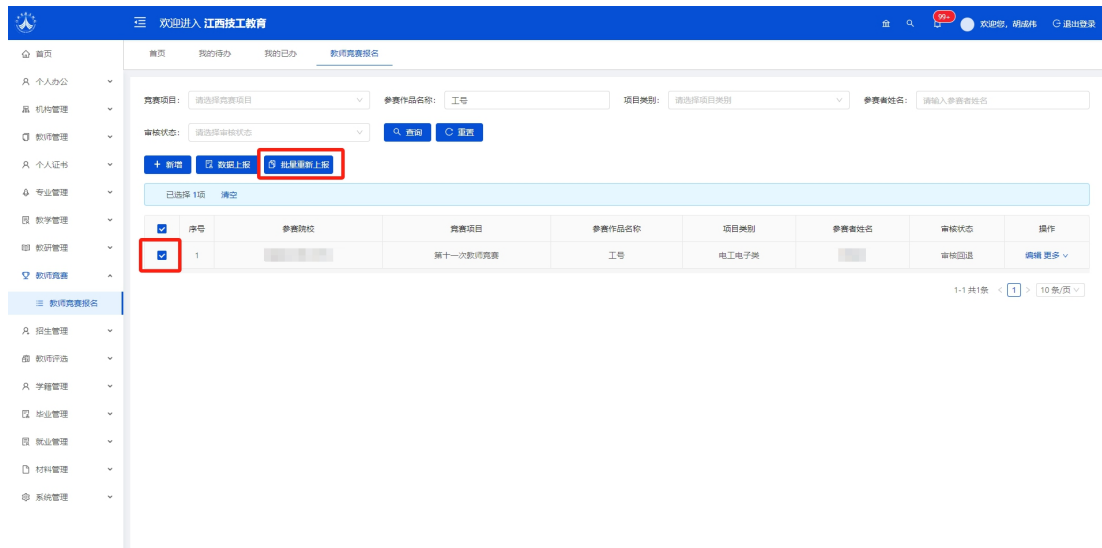 欢迎进入 江西技工教育
99+
欢迎您，胡成伟 退出登录
首页
个人办公
机构管理
教师管理
个人证书
专业管理
教学管理
教研管理
教师竞赛
教师竞赛报名
招生管理
教师评选
学籍管理
毕业管理
就业管理
材料管理
系统管理
首页 我的待办 我的已办 教师竞赛报名
竞赛项目： 请选择竞赛项目 参赛作品名称： 工号 项目类别： 请选择项目类别 参赛者姓名： 请输入参赛者姓名
审核状态： 请选择审核状态 查询 重置
新增 数据上报 批量重新上报
已选择 1项 清空
序号 参赛院校 竞赛项目 参赛作品名称 项目类别 参赛者姓名 审核状态 操作
1 第十一次教师竞赛 工号 电工电子类 审核回退 编辑 更多
1-1 共1条 < 1 > 10 条/页